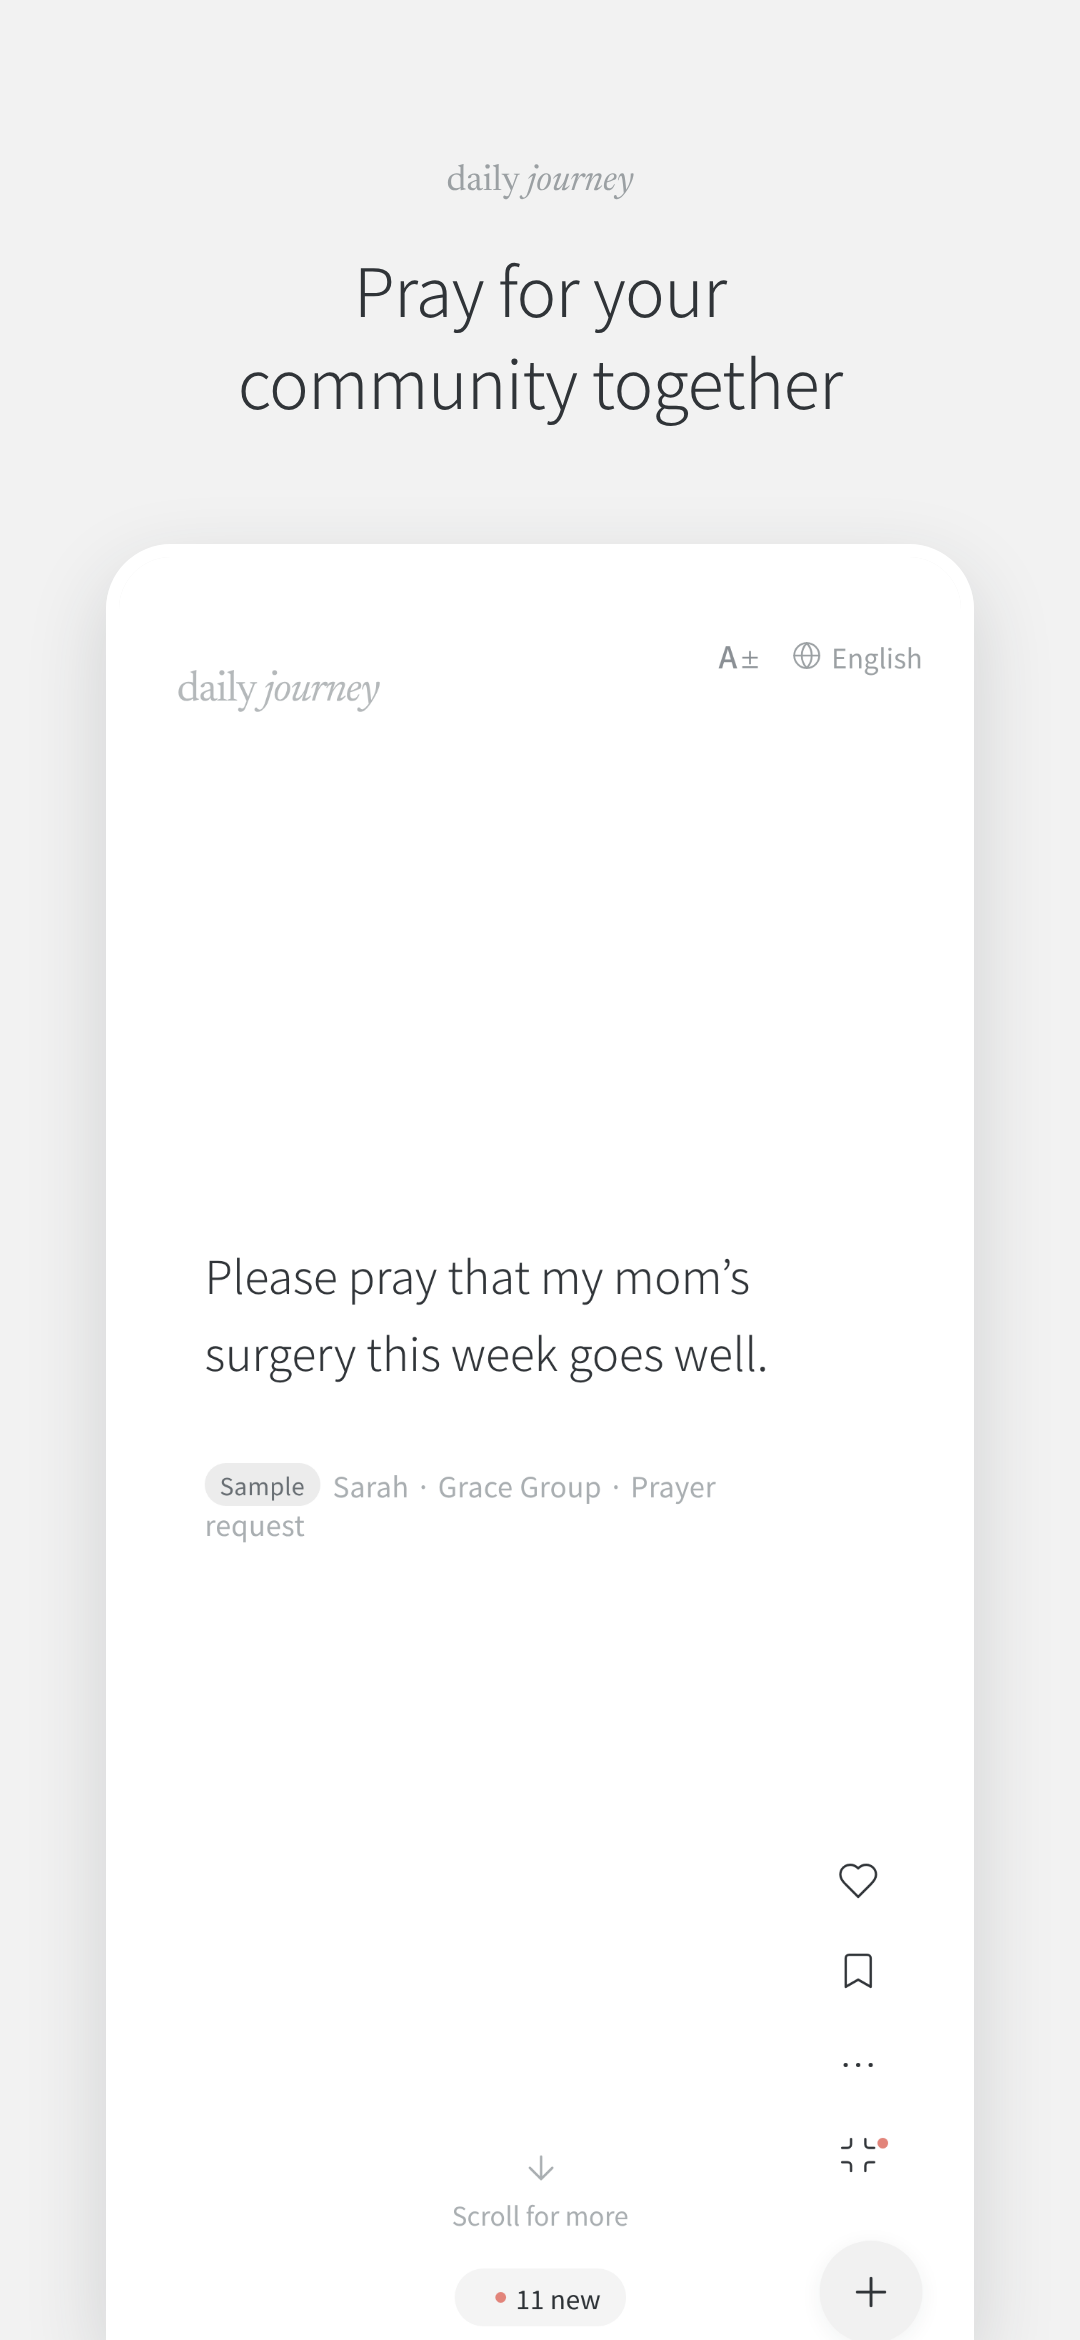 daily journey
Pray for your
community together
A± English
daily journey
Please pray that my mom’s
surgery this week goes well.
Sample Sarah · Grace Group · Prayer
request
Scroll for more
11 new